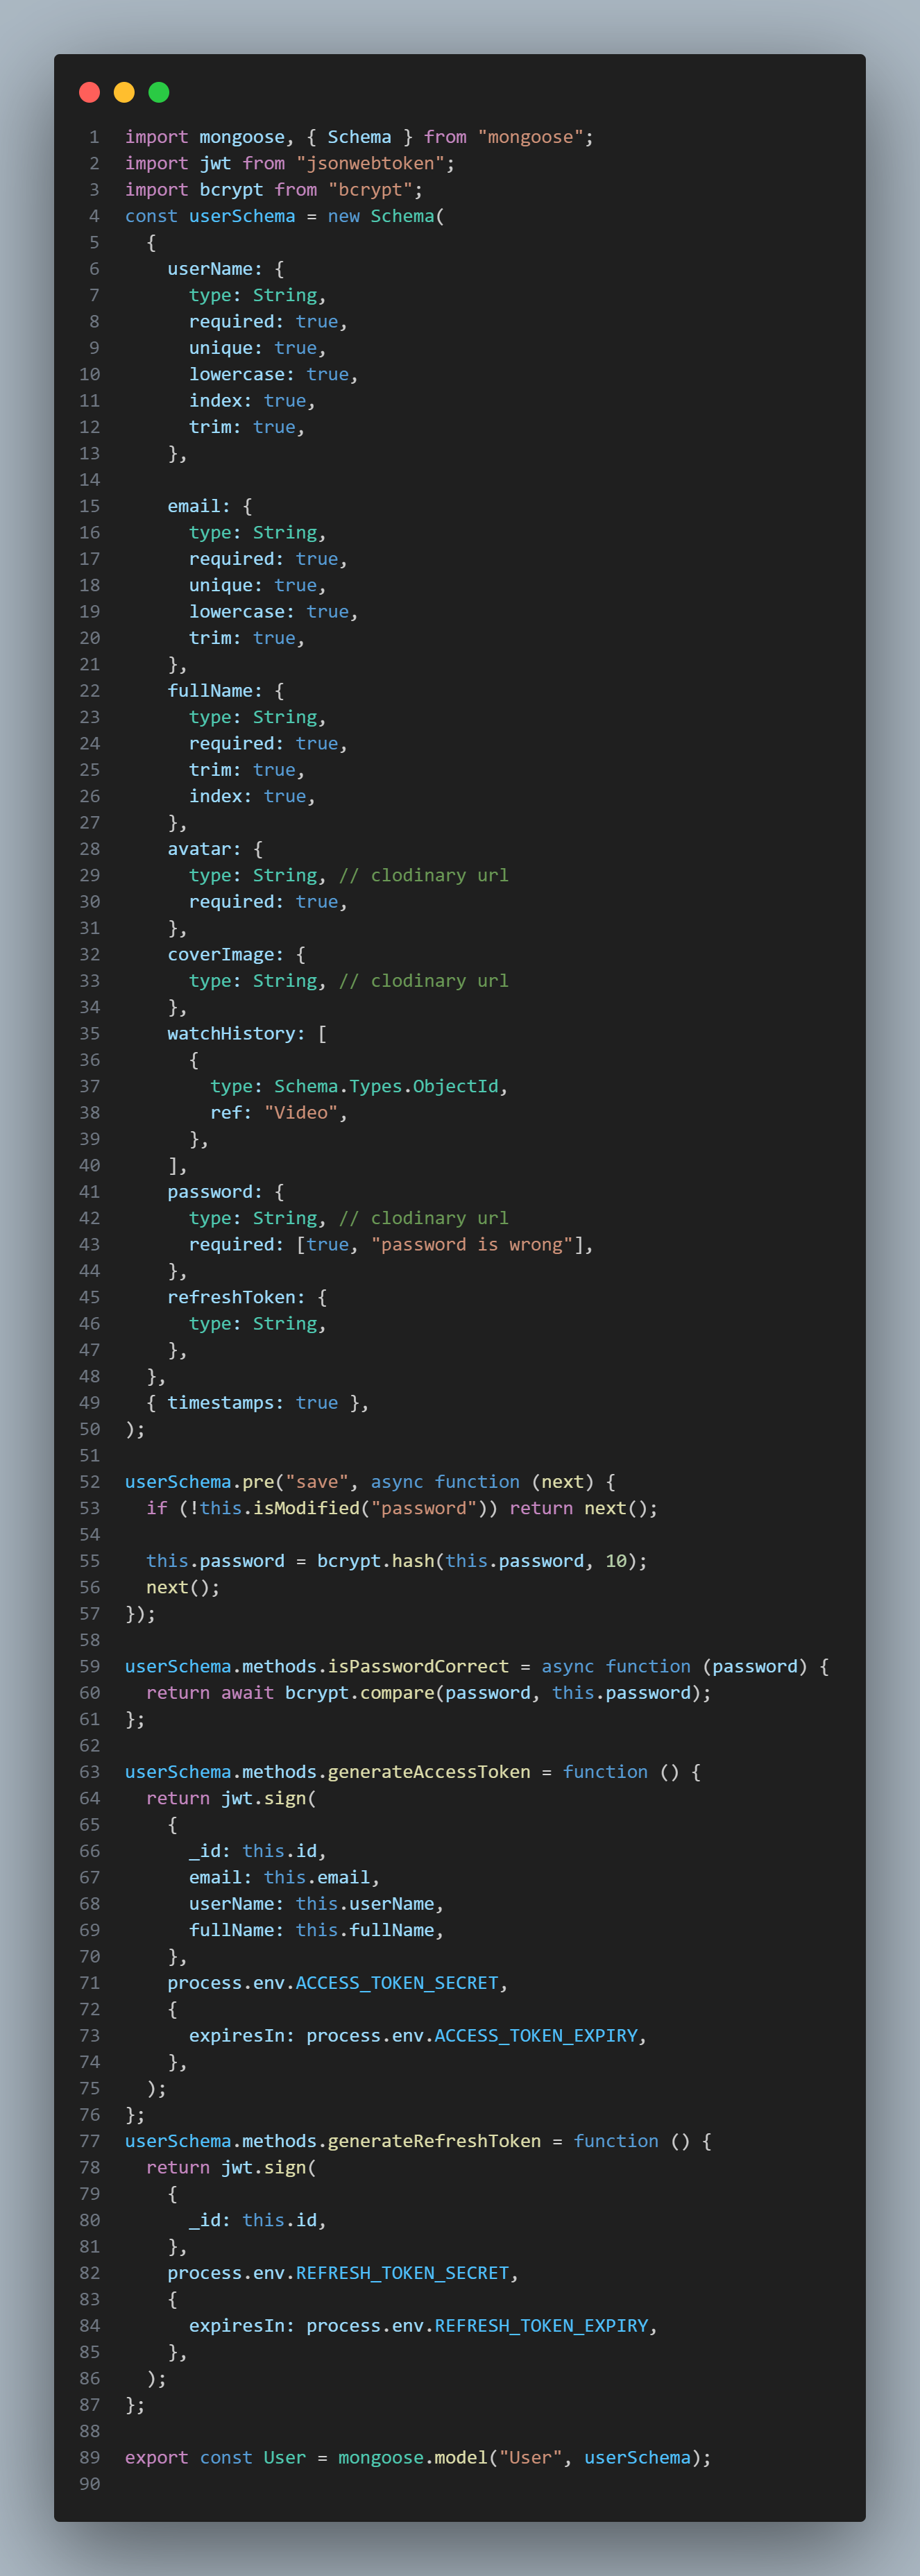 1 import mongoose, { Schema } from "mongoose";
2 import jwt from "jsonwebtoken";
3 import bcrypt from "bcrypt";
4 const userSchema = new Schema(
5   {
6     userName: {
7       type: String,
8       required: true,
9       unique: true,
10       lowercase: true,
11       index: true,
12       trim: true,
13     },
14
15     email: {
16       type: String,
17       required: true,
18       unique: true,
19       lowercase: true,
20       trim: true,
21     },
22     fullName: {
23       type: String,
24       required: true,
25       trim: true,
26       index: true,
27     },
28     avatar: {
29       type: String, // clodinary url
30       required: true,
31     },
32     coverImage: {
33       type: String, // clodinary url
34     },
35     watchHistory: [
36       {
37         type: Schema.Types.ObjectId,
38         ref: "Video",
39       },
40     ],
41     password: {
42       type: String, // clodinary url
43       required: [true, "password is wrong"],
44     },
45     refreshToken: {
46       type: String,
47     },
48   },
49   { timestamps: true },
50 );
51
52 userSchema.pre("save", async function (next) {
53   if (!this.isModified("password")) return next();
54
55   this.password = bcrypt.hash(this.password, 10);
56   next();
57 });
58
59 userSchema.methods.isPasswordCorrect = async function (password) {
60   return await bcrypt.compare(password, this.password);
61 };
62
63 userSchema.methods.generateAccessToken = function () {
64   return jwt.sign(
65     {
66       _id: this.id,
67       email: this.email,
68       userName: this.userName,
69       fullName: this.fullName,
70     },
71     process.env.ACCESS_TOKEN_SECRET,
72     {
73       expiresIn: process.env.ACCESS_TOKEN_EXPIRY,
74     },
75   );
76 };
77 userSchema.methods.generateRefreshToken = function () {
78   return jwt.sign(
79     {
80       _id: this.id,
81     },
82     process.env.REFRESH_TOKEN_SECRET,
83     {
84       expiresIn: process.env.REFRESH_TOKEN_EXPIRY,
85     },
86   );
87 };
88
89 export const User = mongoose.model("User", userSchema);
90